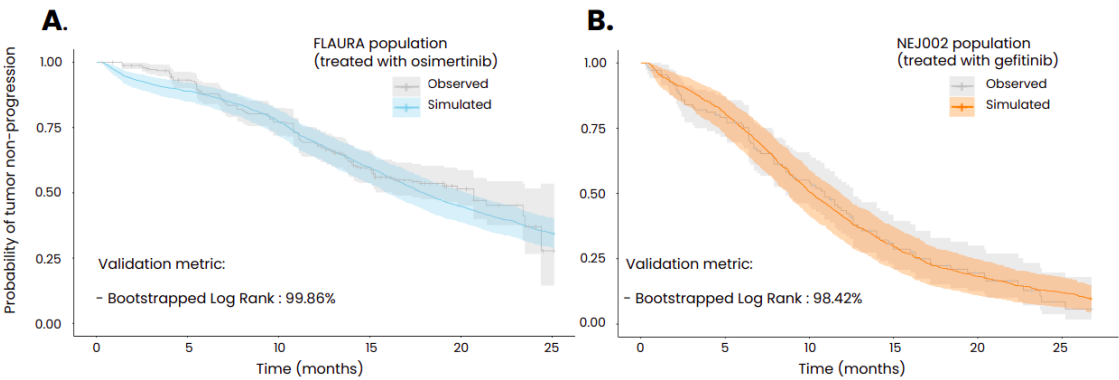 A.
FLAURA population
(treated with osimertinib)
Observed
Simulated
Probability of tumor non-progression
1.00
0.75
0.50
0.25
0.00
Validation metric:
- Bootstrapped Log Rank : 99.86%
0 5 10 15 20 25
Time (months)
B.
NEJ002 population
(treated with gefitinib)
Observed
Simulated
1.00
0.75
0.50
0.25
0.00
Validation metric:
- Bootstrapped Log Rank : 98.42%
0 5 10 15 20 25
Time (months)